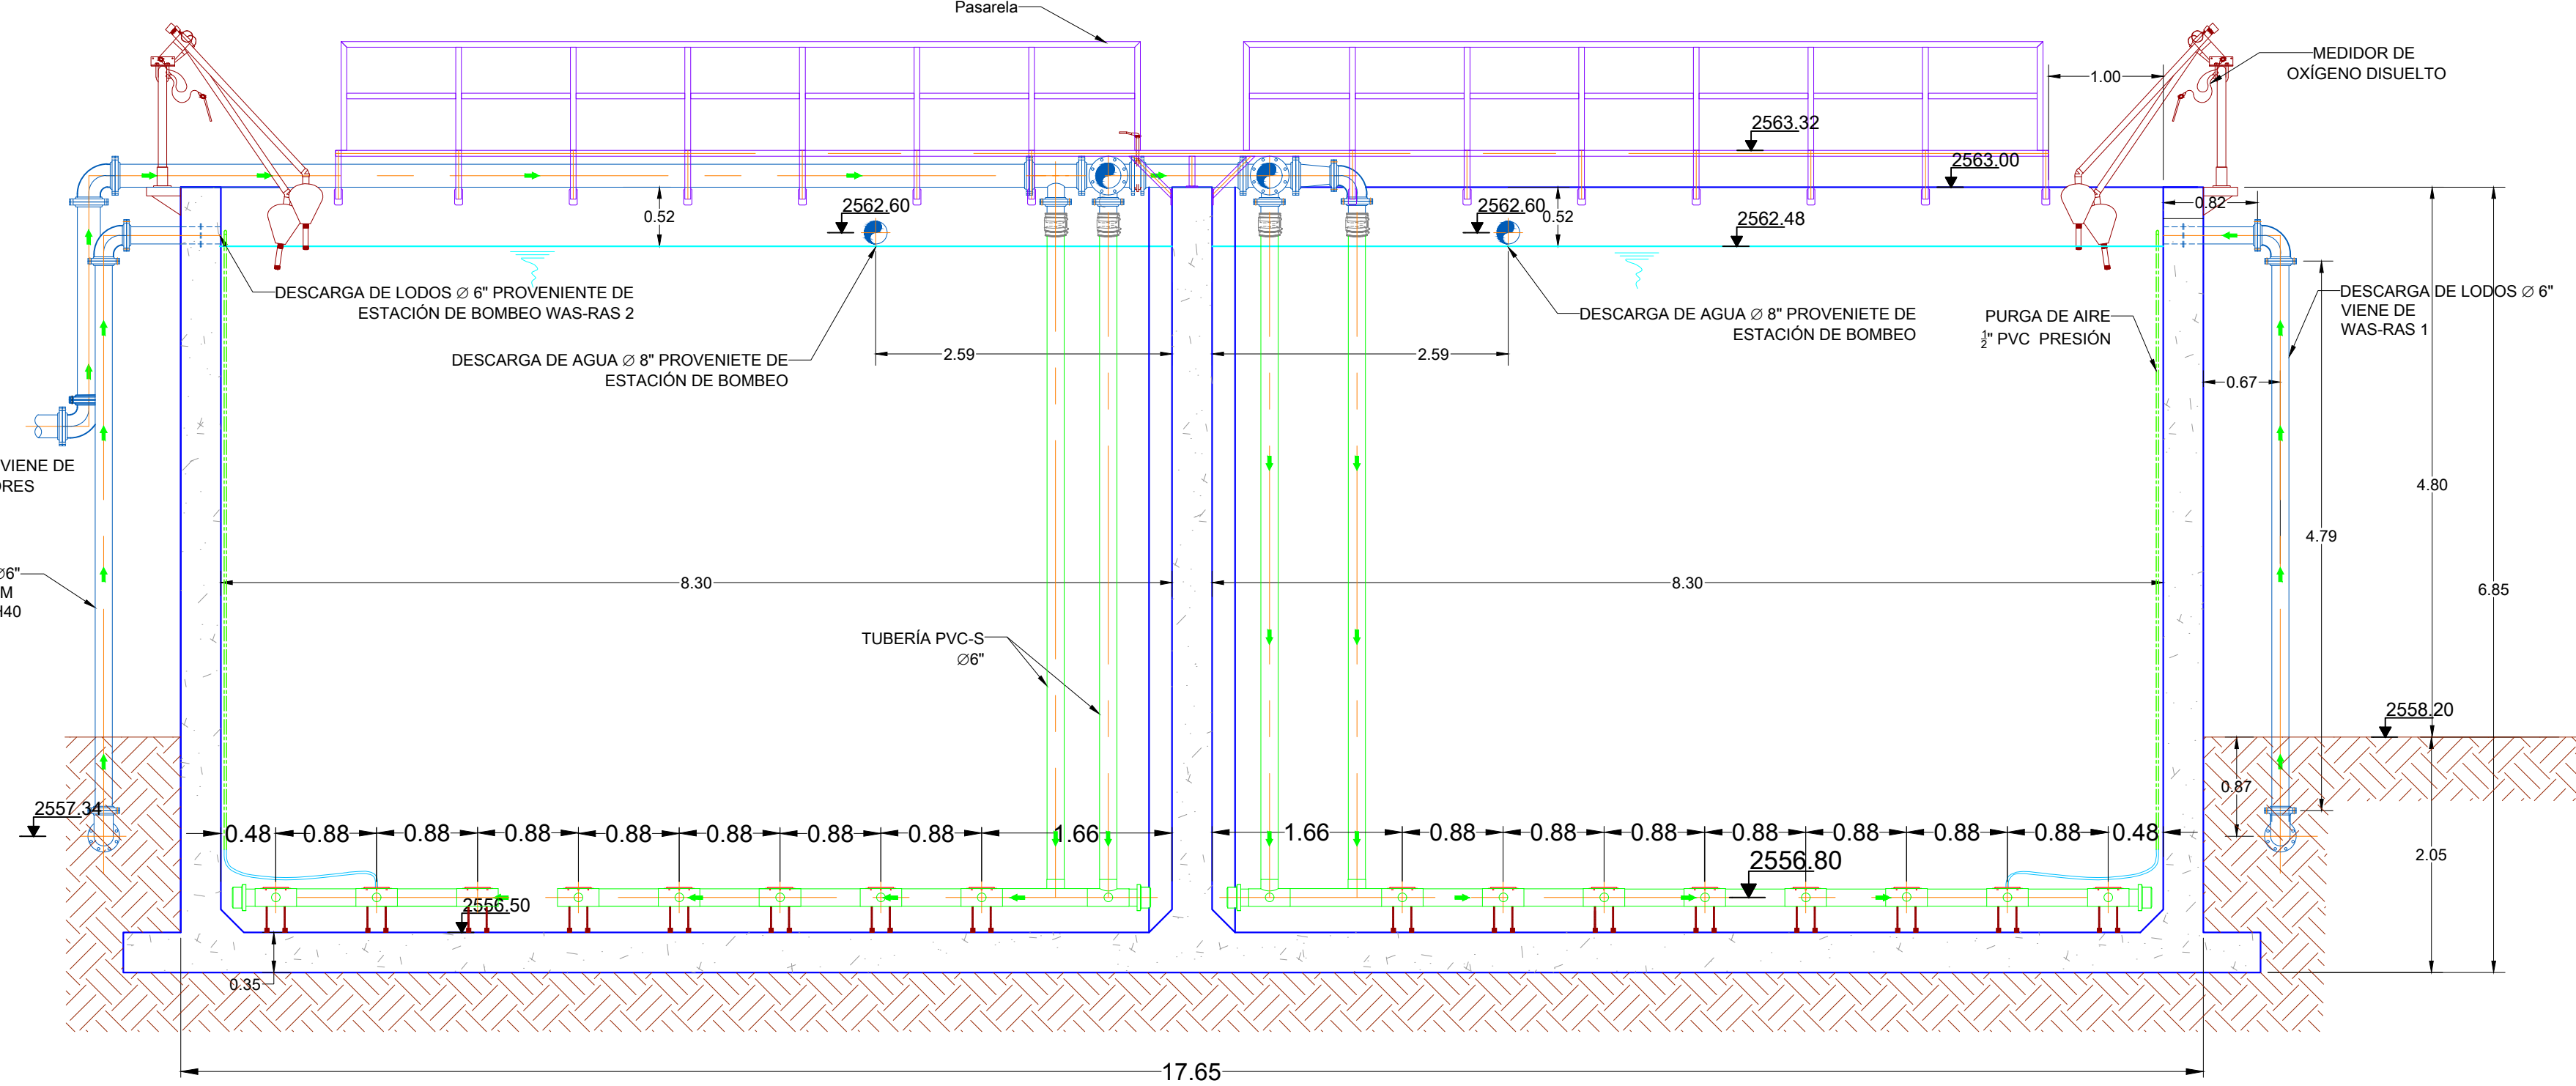 Pasarela
MEDIDOR DE
OXÍGENO DISUELTO
1.00
2563.32
2563.00
0.52
2562.60
2562.60
0.52
2562.48
0.82
DESCARGA DE LODOS ∅ 6" PROVENIENTE DE
ESTACIÓN DE BOMBEO WAS-RAS 2
DESCARGA DE AGUA ∅ 8" PROVENIETE DE
ESTACIÓN DE BOMBEO
2.59
2.59
DESCARGA DE AGUA ∅ 8" PROVENIETE DE
ESTACIÓN DE BOMBEO
PURGA DE AIRE
½" PVC PRESIÓN
DESCARGA DE LODOS ∅ 6"
VIENE DE
WAS-RAS 1
0.67
VIENE DE
ORES
4.80
4.79
6.85
∅6"
M
H40
8.30
8.30
TUBERÍA PVC-S
∅6"
2558.20
2557.34
0.87
0.48
0.88
0.88
0.88
0.88
0.88
0.88
0.88
1.66
1.66
0.88
0.88
0.88
0.88
0.88
0.88
0.88
0.48
2.05
2556.80
2556.50
0.35
17.65